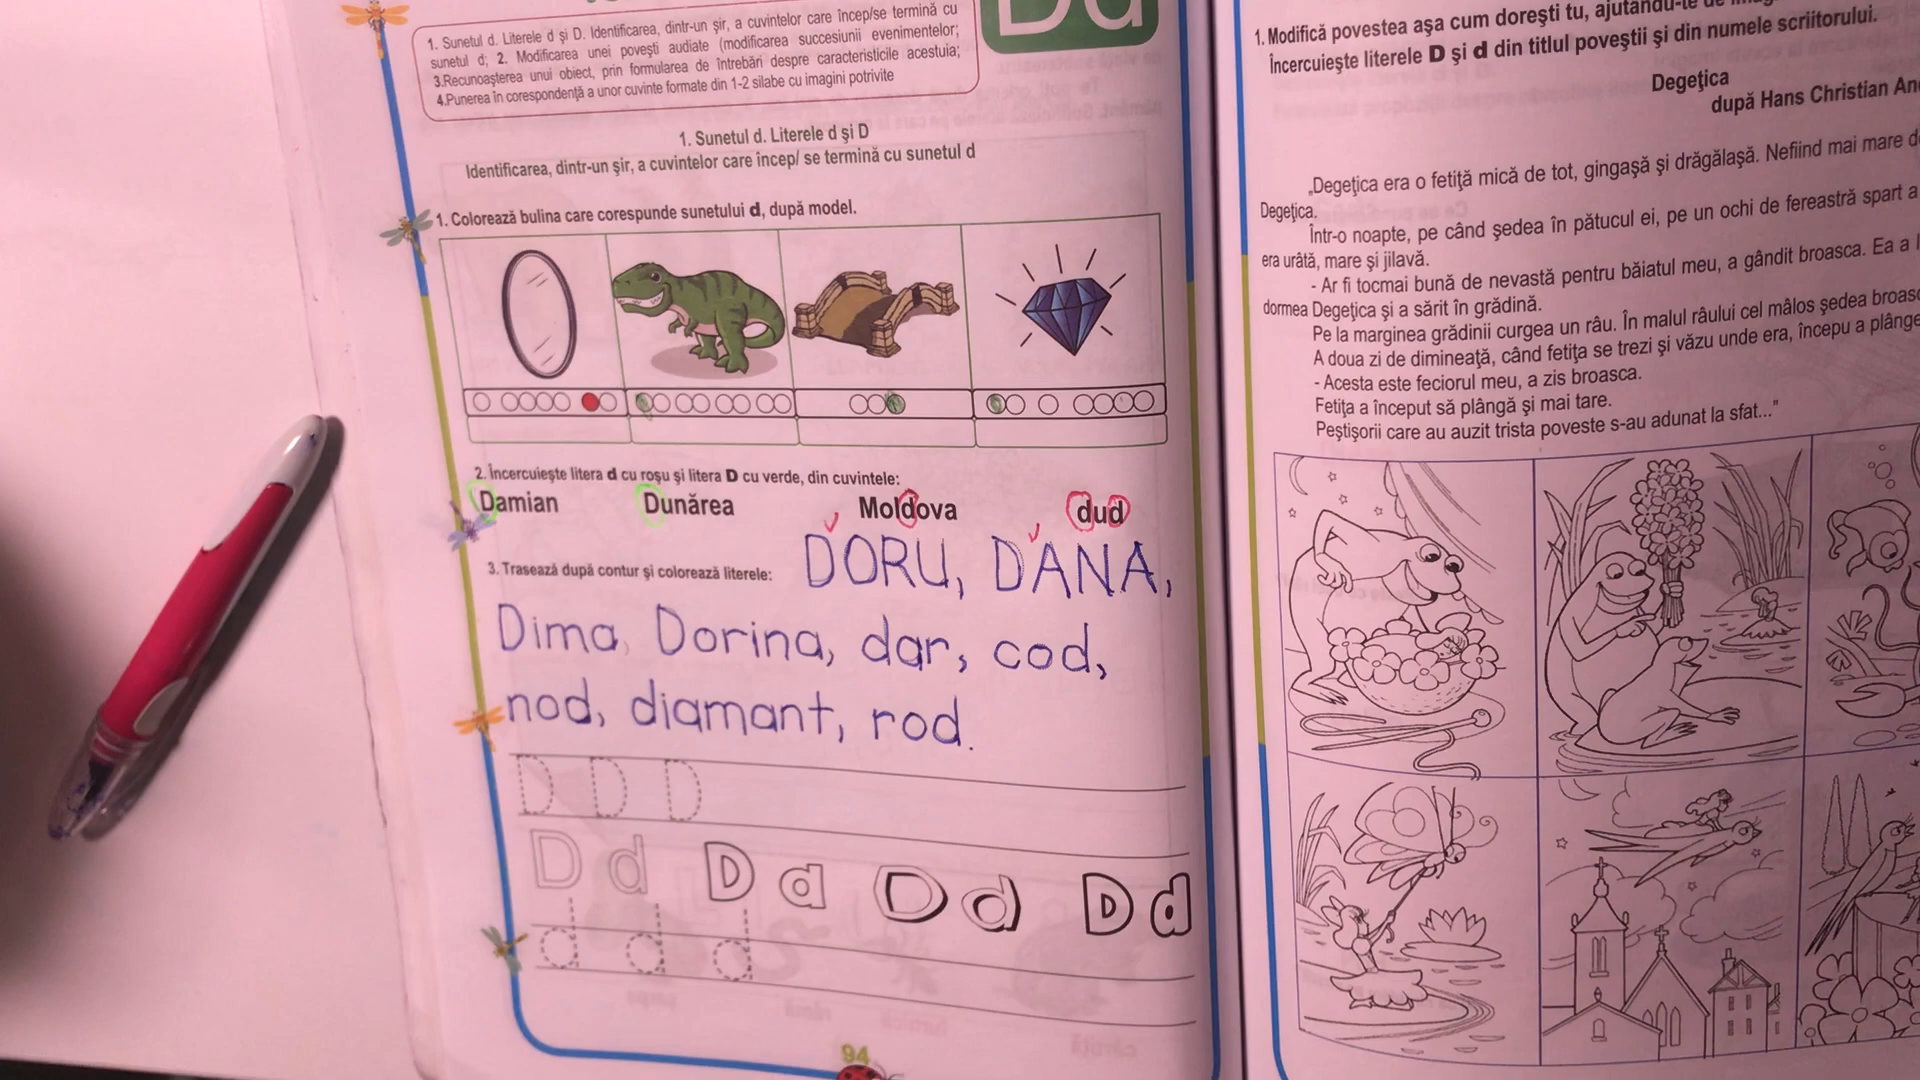 Dd
1. Sunetul d. Literele d și D. Identificarea, dintr-un șir, a cuvintelor care încep/se termină cu
sunetul d; 2. Modificarea unei povești audiate (modificarea succesiunii evenimentelor;
3.Recunoașterea unui obiect, prin formularea de întrebări despre caracteristicile acestuia;
4.Punerea în corespondență a unor cuvinte formate din 1-2 silabe cu imagini potrivite
1. Sunetul d. Literele d și D
Identificarea, dintr-un șir, a cuvintelor care încep/ se termină cu sunetul d
1. Colorează bulina care corespunde sunetului d, după model.
2. Încercuiește litera d cu roșu și litera D cu verde, din cuvintele:
Damian Dunărea Moldova dud
3. Trasează după contur și colorează literele: DORU, DANA,
Dima, Dorina, dar, cod,
nod, diamant, rod.
D D D
D d D d D d D d
d d d
94
1. Modifică povestea așa cum dorești tu, ajutându-te de
Încercuiește literele D și d din titlul poveștii și din numele scriitorului.
Degețica
după Hans Christian
„Degețica era o fetiță mică de tot, gingașă și drăgălașă. Nefiind mai mare
Degețica.
Într-o noapte, pe când ședea în pătucul ei, pe un ochi de fereastră spart a
era urâtă, mare și jilavă.
- Ar fi tocmai bună de nevastă pentru băiatul meu, a gândit broasca. Ea a
dormea Degețica și a sărit în grădină.
Pe la marginea grădinii curgea un râu. În malul râului cel mâlos ședea
A doua zi de dimineață, când fetița se trezi și văzu unde era, începu a plânge
- Acesta este feciorul meu, a zis broasca.
Fetița a început să plângă și mai tare.
Peștișorii care au auzit trista poveste s-au adunat la sfat..."